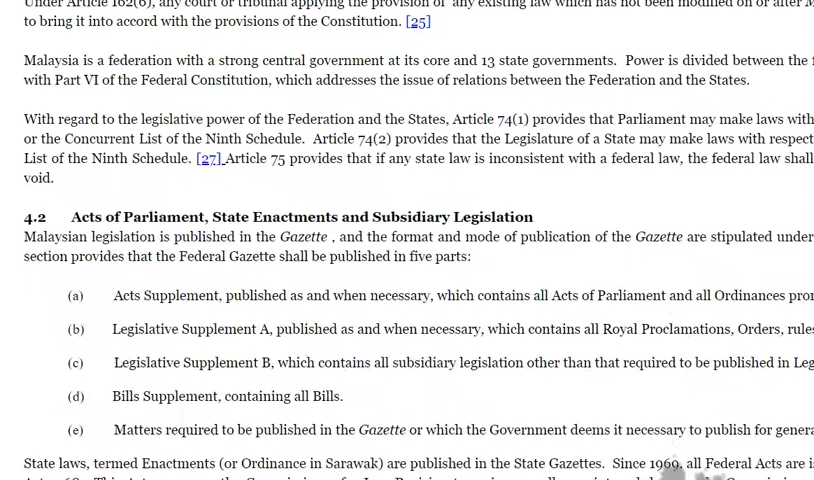 Under Article 162(6), any court or tribunal applying the provision of any existing law which has not been modified on or after
to bring it into accord with the provisions of the Constitution. [25]
Malaysia is a federation with a strong central government at its core and 13 state governments. Power is divided between the
with Part VI of the Federal Constitution, which addresses the issue of relations between the Federation and the States.
With regard to the legislative power of the Federation and the States, Article 74(1) provides that Parliament may make laws with
or the Concurrent List of the Ninth Schedule. Article 74(2) provides that the Legislature of a State may make laws with respect
List of the Ninth Schedule. [27] Article 75 provides that if any state law is inconsistent with a federal law, the federal law shall
void.
4.2 Acts of Parliament, State Enactments and Subsidiary Legislation
Malaysian legislation is published in the Gazette , and the format and mode of publication of the Gazette are stipulated under
section provides that the Federal Gazette shall be published in five parts:
(a) Acts Supplement, published as and when necessary, which contains all Acts of Parliament and all Ordinances
(b) Legislative Supplement A, published as and when necessary, which contains all Royal Proclamations, Orders, rules
(c) Legislative Supplement B, which contains all subsidiary legislation other than that required to be published in
(d) Bills Supplement, containing all Bills.
(e) Matters required to be published in the Gazette or which the Government deems it necessary to publish for
State laws, termed Enactments (or Ordinance in Sarawak) are published in the State Gazettes. Since 1969, all Federal Acts are